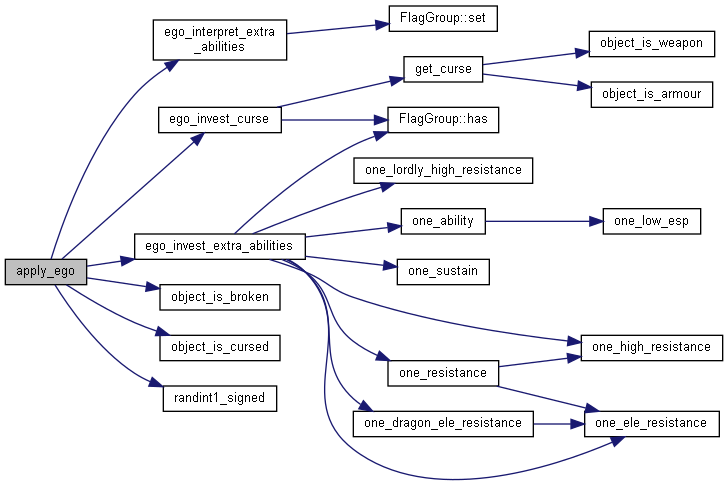 apply_ego
ego_interpret_extra
_abilities
FlagGroup::set
ego_invest_curse
get_curse
object_is_weapon
object_is_armour
FlagGroup::has
ego_invest_extra_abilities
one_lordly_high_resistance
one_ability
one_low_esp
one_sustain
one_high_resistance
one_resistance
one_dragon_ele_resistance
one_ele_resistance
object_is_broken
object_is_cursed
randint1_signed